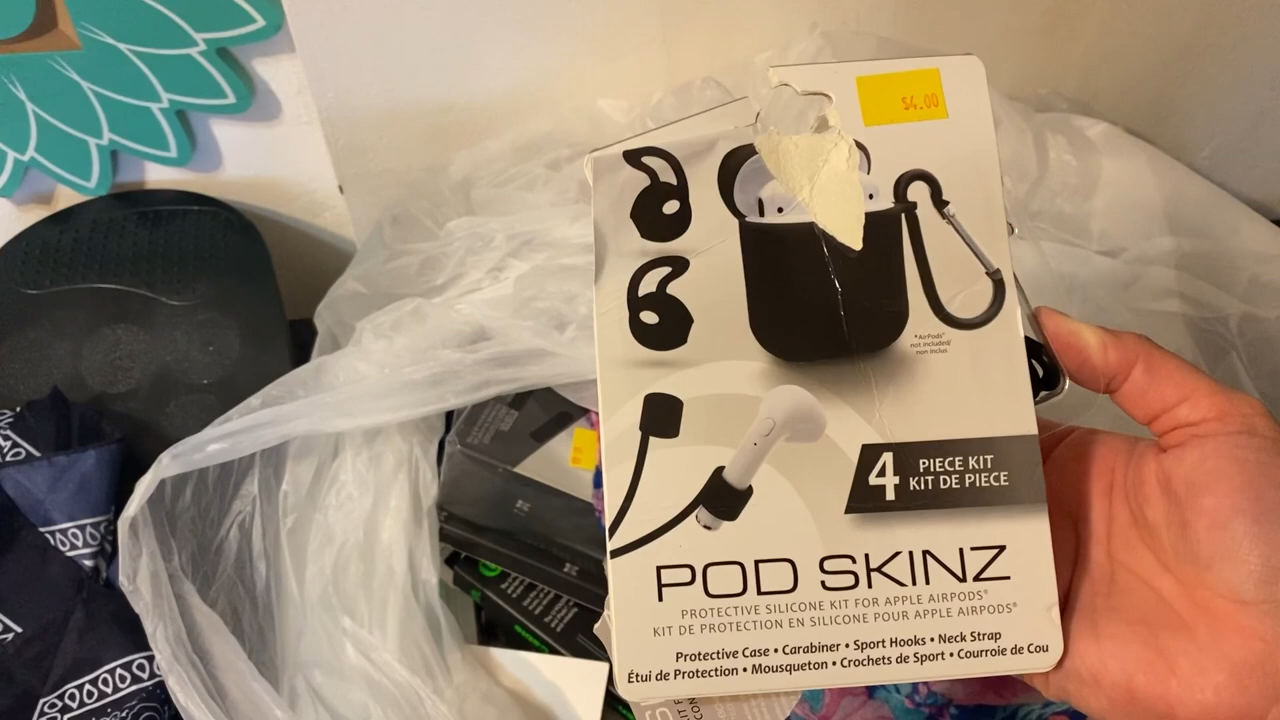 $4.00
*AirPods®
not included/
non inclus
4 PIECE KIT
KIT DE PIECE
POD SKINZ
PROTECTIVE SILICONE KIT FOR APPLE AIRPODS®
KIT DE PROTECTION EN SILICONE POUR APPLE AIRPODS®
Protective Case • Carabiner • Sport Hooks • Neck Strap
Étui de Protection • Mousqueton • Crochets de Sport • Courroie de Cou